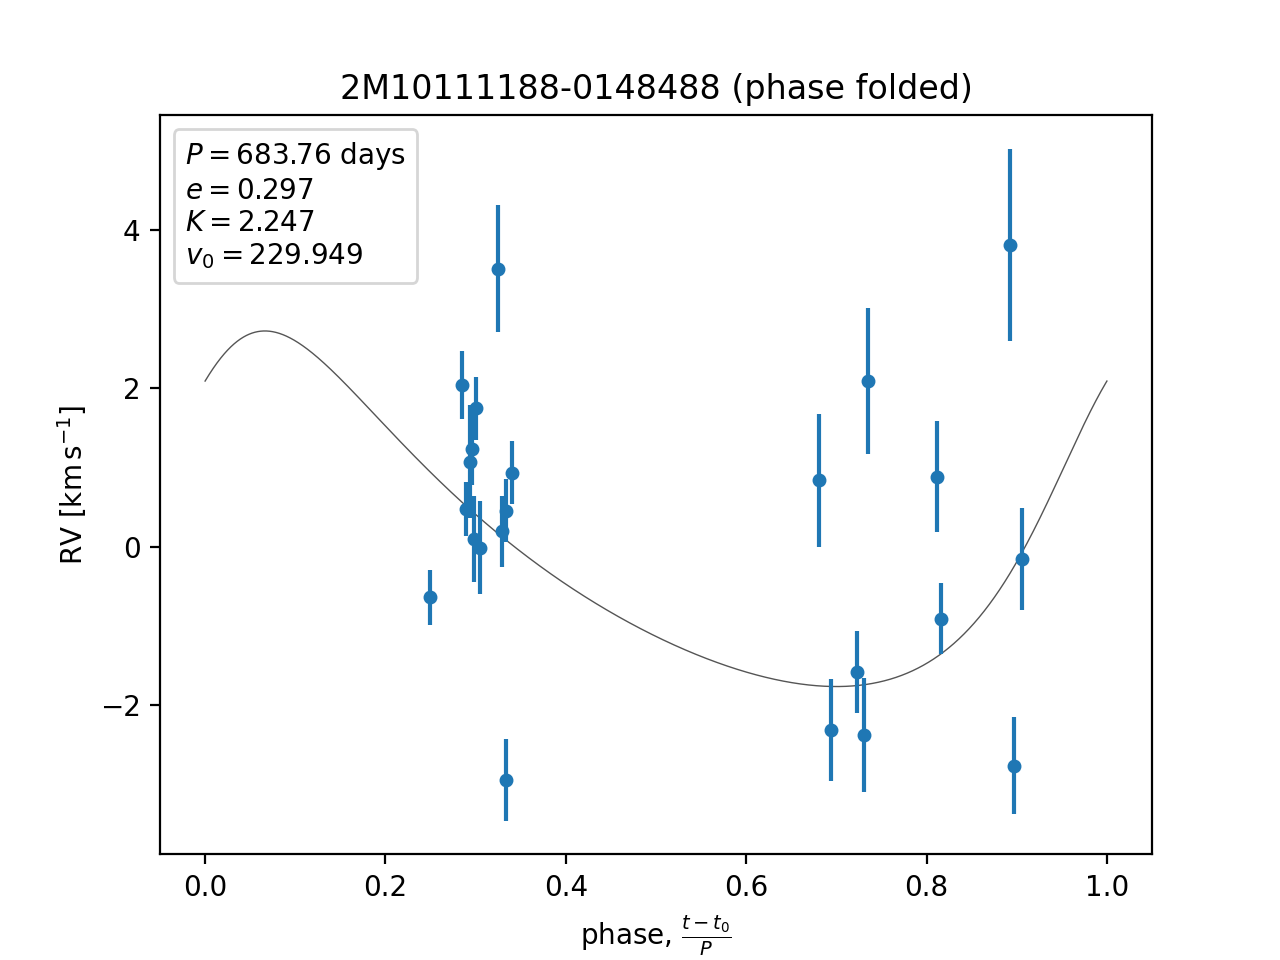 2M10111188-0148488 (phase folded)
P = 683.76 days
e = 0.297
K = 2.247
v₀ = 229.949
4
2
0
−2
RV [km s⁻¹]
0.0 0.2 0.4 0.6 0.8 1.0
phase, (t − t₀)/P